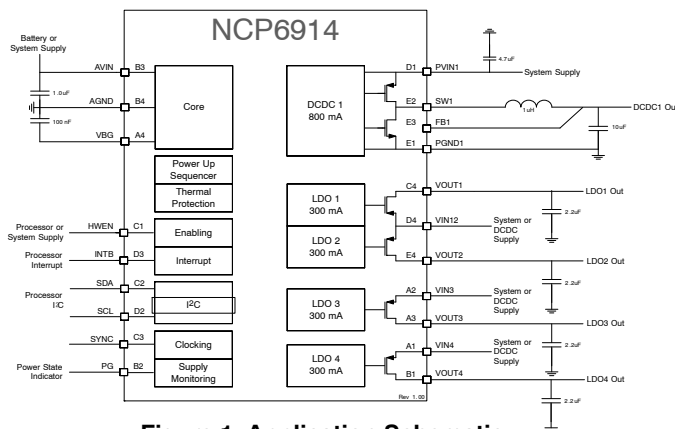 NCP6914
Battery or
System Supply
AVIN B3
1.0uF
AGND B4
100 nF
VBG A4
Core
Power Up
Sequencer
Thermal
Protection
Processor or
System Supply
HWEN C1
Enabling
Processor
Interrupt
INTB D3
Interrupt
SDA C2
Processor
I²C
I²C
SCL D2
SYNC C3
Clocking
Power State
Indicator
PG B2
Supply
Monitoring
DCDC 1
800 mA
D1 PVIN1
4.7uF
System Supply
E2 SW1
1uH
DCDC1 Ou
E3 FB1
10uF
E1 PGND1
LDO 1
300 mA
C4 VOUT1
LDO1 Out
2.2uF
D4 VIN12
System or
DCDC
Supply
LDO 2
300 mA
E4 VOUT2
LDO2 Out
2.2uF
LDO 3
300 mA
A2 VIN3
System or
DCDC
Supply
A3 VOUT3
LDO3 Out
2.2uF
LDO 4
300 mA
A1 VIN4
System or
DCDC
Supply
B1 VOUT4
LDO4 Out
2.2uF
Rev 1.00
Figure 1. Application Schematic